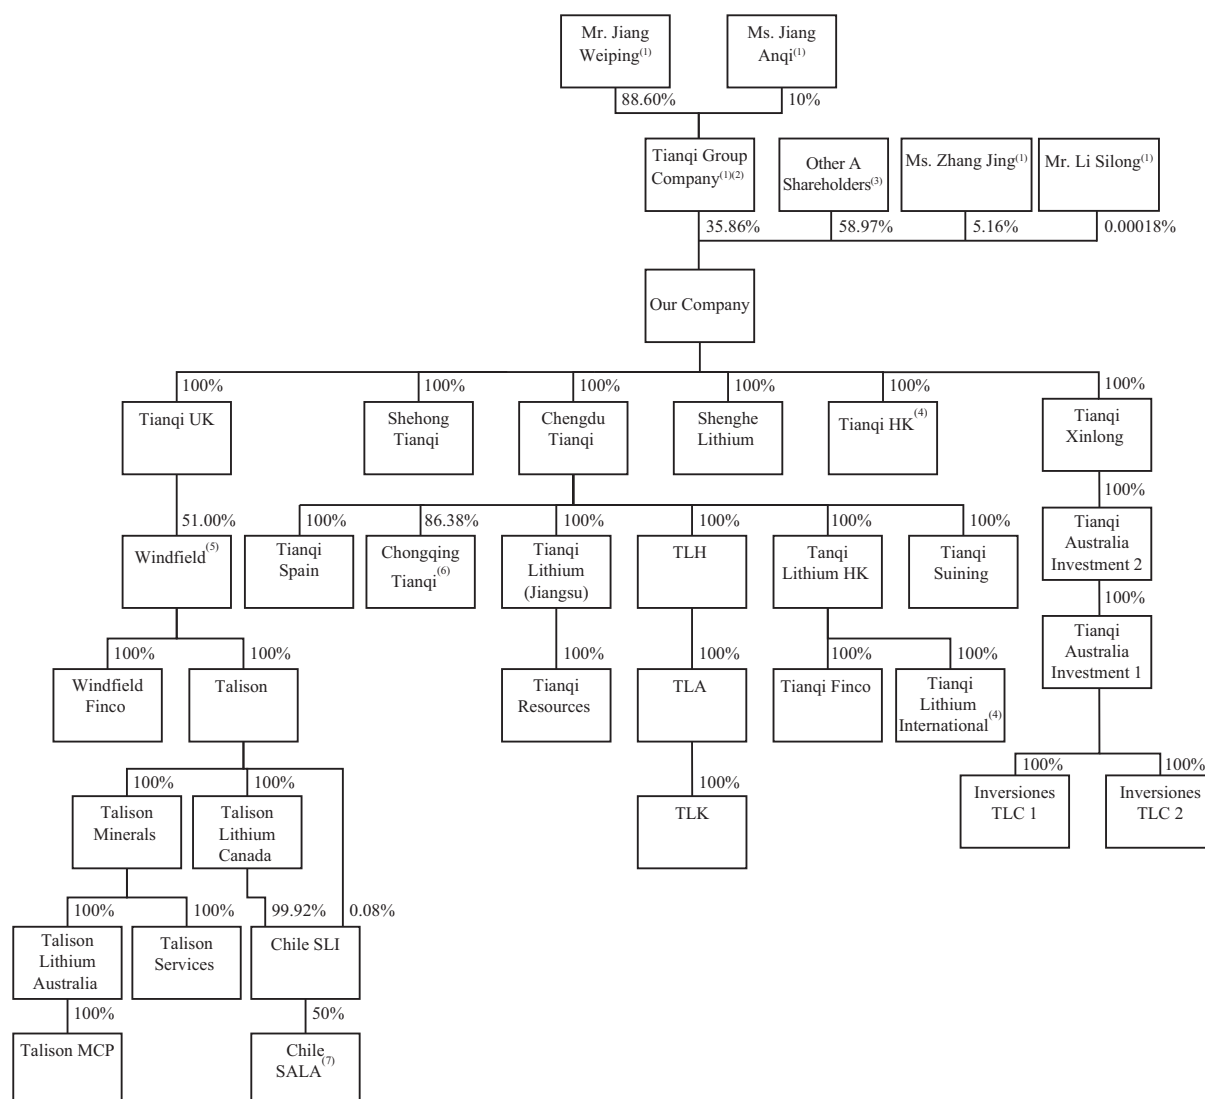 Mr. Jiang
Weiping(1)
Ms. Jiang
Anqi(1)
88.60%
10%
Tianqi Group
Company(1)(2)
Other A
Shareholders(3)
Ms. Zhang Jing(1)
Mr. Li Silong(1)
35.86%
58.97%
5.16%
0.00018%
Our Company
100%
100%
100%
100%
100%
100%
Tianqi UK
Shehong
Tianqi
Chengdu
Tianqi
Shenghe
Lithium
Tianqi HK(4)
Tianqi
Xinlong
51.00%
100%
86.38%
100%
100%
100%
100%
100%
Windfield(5)
Tianqi
Spain
Chongqing
Tianqi(6)
Tianqi
Lithium
(Jiangsu)
TLH
Tanqi
Lithium HK
Tianqi
Suining
Tianqi
Australia
Investment 2
100%
100%
100%
100%
100%
100%
100%
100%
Windfield
Finco
Talison
Tianqi
Resources
TLA
Tianqi Finco
Tianqi
Lithium
International(4)
Tianqi
Australia
Investment 1
100%
100%
100%
100%
100%
Talison
Minerals
Talison
Lithium
Canada
TLK
Inversiones
TLC 1
Inversiones
TLC 2
100%
100%
99.92%
0.08%
Talison
Lithium
Australia
Talison
Services
Chile SLI
100%
50%
Talison MCP
Chile
SALA(7)